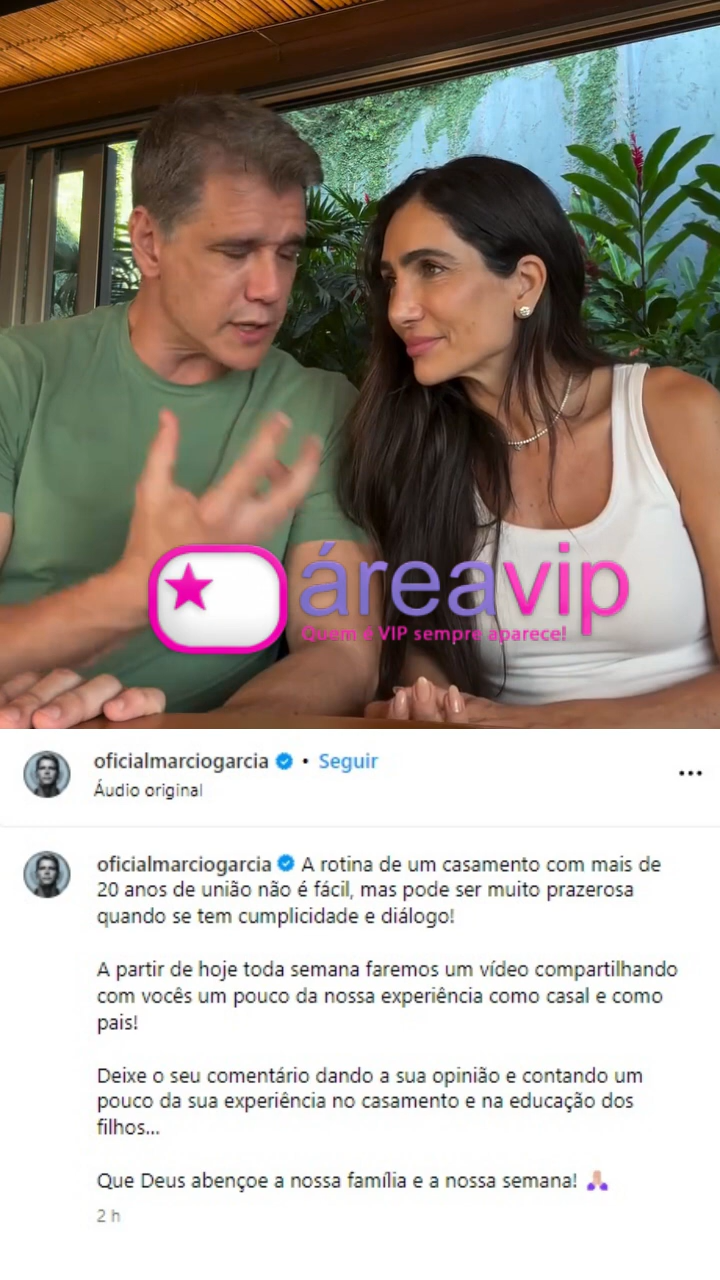 áreavip
Quem é VIP sempre aparece!
oficialmarciogarcia • Seguir
Áudio original
oficialmarciogarcia A rotina de um casamento com mais de
20 anos de união não é fácil, mas pode ser muito prazerosa
quando se tem cumplicidade e diálogo!
A partir de hoje toda semana faremos um vídeo compartilhando
com vocês um pouco da nossa experiência como casal e como
pais!
Deixe o seu comentário dando a sua opinião e contando um
pouco da sua experiência no casamento e na educação dos
filhos...
Que Deus abençoe a nossa família e a nossa semana! 🙏🏼
2 h